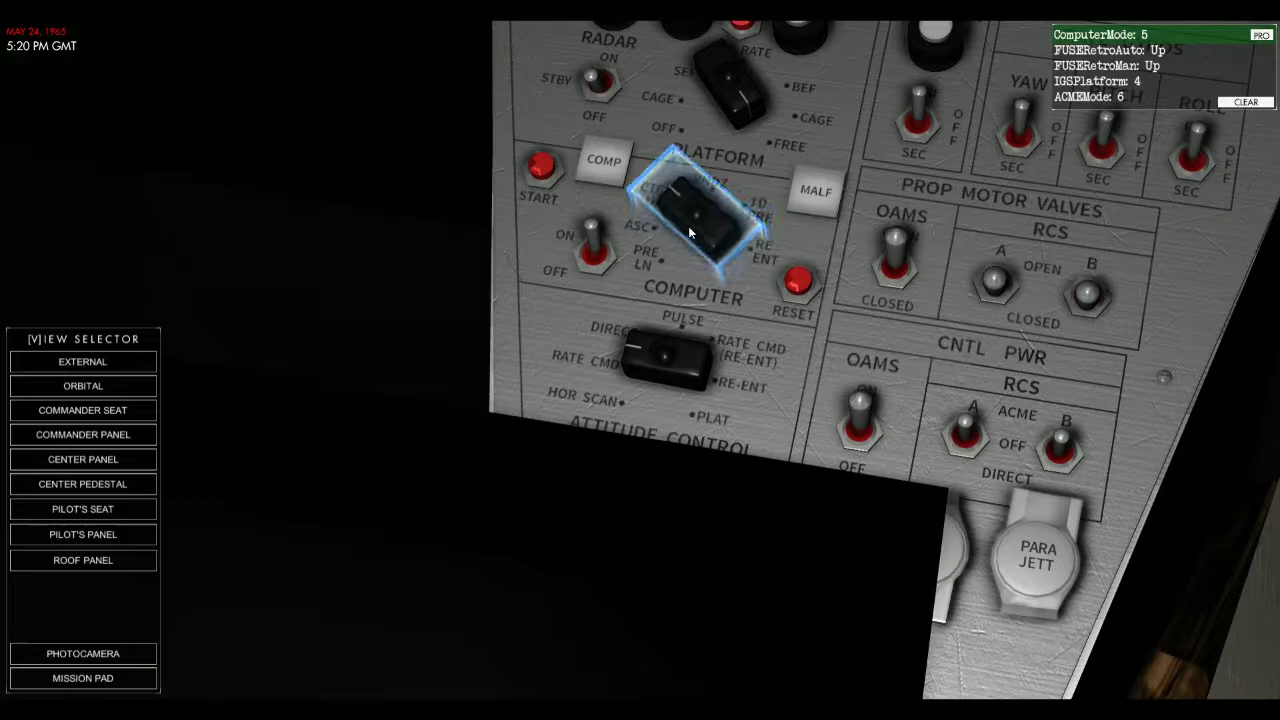 MAY 24, 1965
5:20 PM GMT
ComputerMode: 5
PRO
FUSERetroAuto: Up
FUSERetroMan: Up
IGSPlatform: 4
ACMEMode: 6
CLEAR
RADAR
ON
STBY
OFF
RATE
BEF
CAGE
CAGE
OFF
FREE
PLATFORM
COMP
MALF
START
ON
OFF
ASC
PRE
LN
TD
PRE
RE
ENT
COMPUTER
RESET
PULSE
RATE CMD
(RE-ENT)
RATE CMD
RE-ENT
HOR SCAN
PLAT
ATTITUDE CONTROL
OFF
SEC
YAW
OFF
SEC
OFF
SEC
ROLL
OFF
SEC
PROP MOTOR VALVES
OAMS
CLOSED
RCS
A
OPEN
B
CLOSED
CNTL PWR
OAMS
ON
OFF
RCS
A
ACME
B
OFF
DIRECT
PARA
JETT
[V]IEW SELECTOR
EXTERNAL
ORBITAL
COMMANDER SEAT
COMMANDER PANEL
CENTER PANEL
CENTER PEDESTAL
PILOT'S SEAT
PILOT'S PANEL
ROOF PANEL
PHOTOCAMERA
MISSION PAD